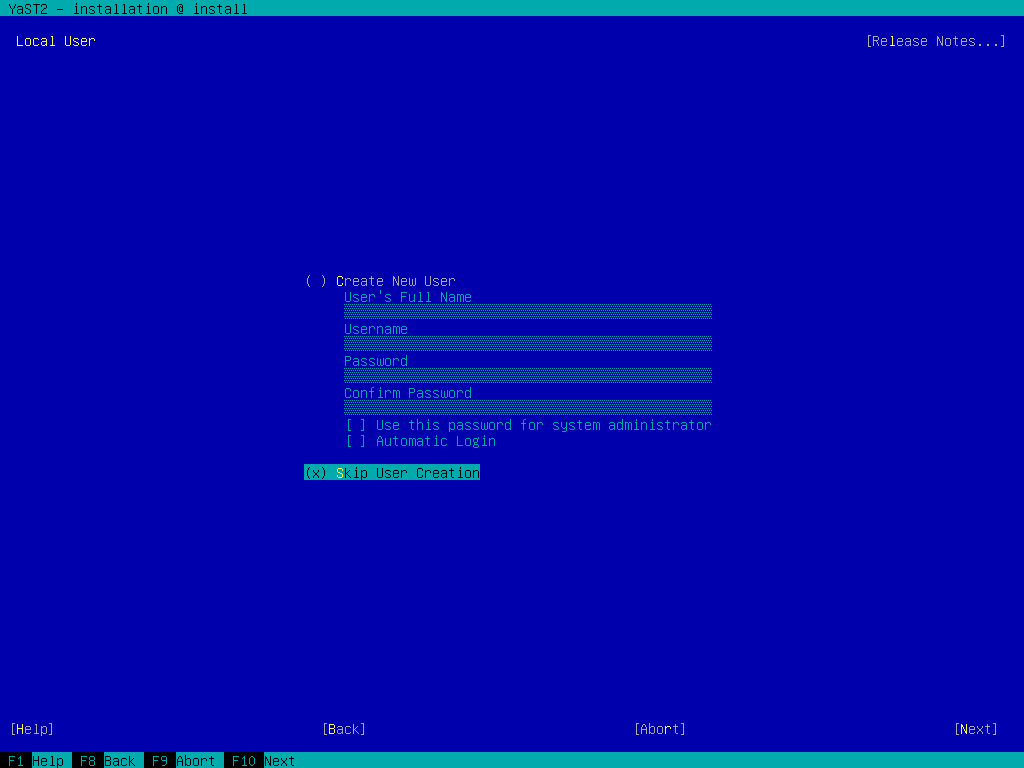 YaST2 - installation @ install
Local User [Release Notes...]
( ) Create New User
User's Full Name
Username
Password
Confirm Password
[ ] Use this password for system administrator
[ ] Automatic Login
(x) Skip User Creation
[Help] [Back] [Abort] [Next]
F1 Help F8 Back F9 Abort F10 Next